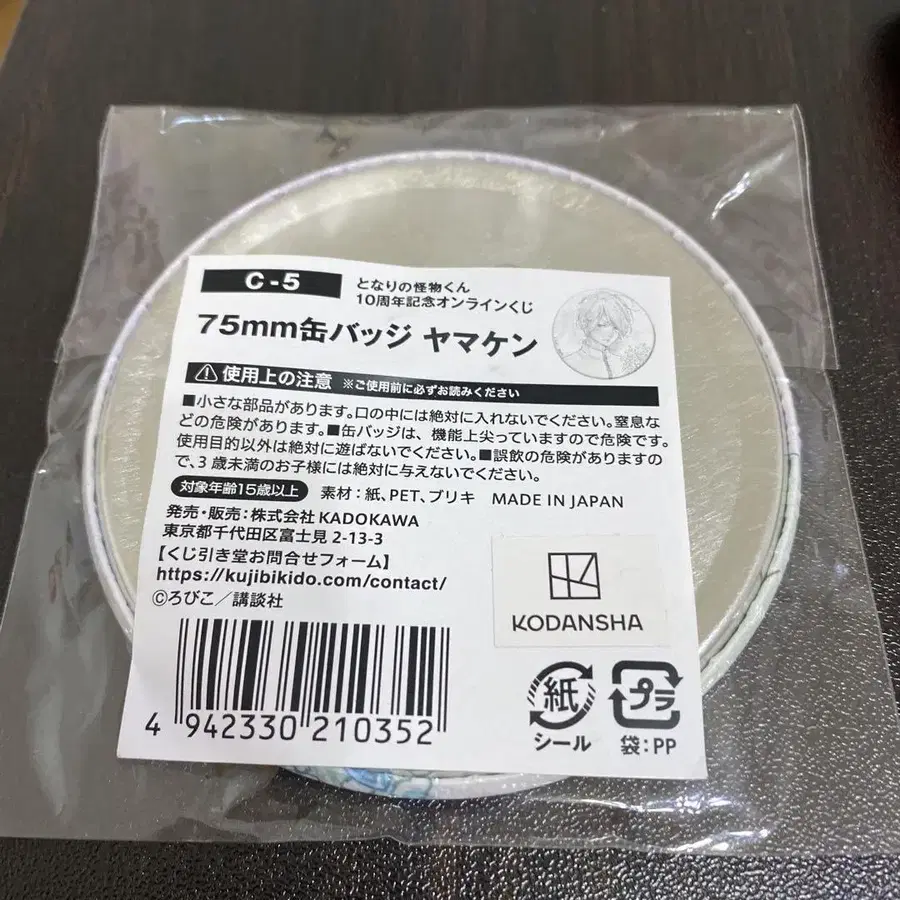 C-5
となりの怪物くん
10周年記念オンラインくじ
75mm缶バッジ ヤマケン
使用上の注意 ※ご使用前に必ずお読みください
■小さな部品があります。口の中には絶対に入れないでください。窒息な
どの危険があります。■缶バッジは、機能上尖っていますので危険です。
使用目的以外は絶対に遊ばないでください。■誤飲の危険がありますの
で、3歳未満のお子様には絶対に与えないでください。
対象年齢15歳以上 素材:紙、PET、ブリキ MADE IN JAPAN
発売・販売:株式会社 KADOKAWA
東京都千代田区富士見 2-13-3
【くじ引き堂お問合せフォーム】
https://kujibikido.com/contact/
©ろびこ/講談社
KODANSHA
紙 プラ
シール 袋:PP
4 942330 210352